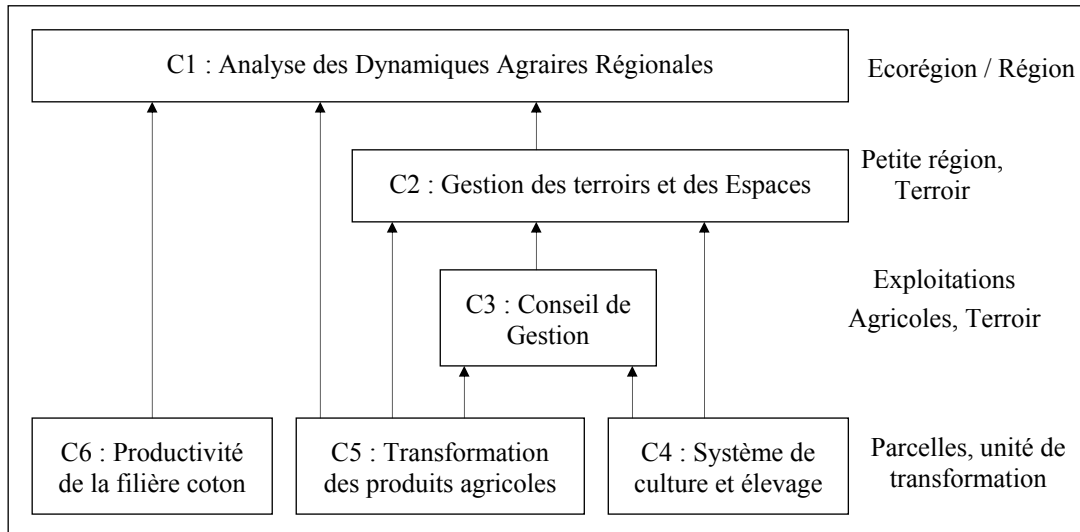 C1 : Analyse des Dynamiques Agraires Régionales
Ecorégion / Région
C2 : Gestion des terroirs et des Espaces
Petite région,
Terroir
C3 : Conseil de
Gestion
Exploitations
Agricoles, Terroir
C6 : Productivité
de la filière coton
C5 : Transformation
des produits agricoles
C4 : Système de
culture et élevage
Parcelles, unité de
transformation